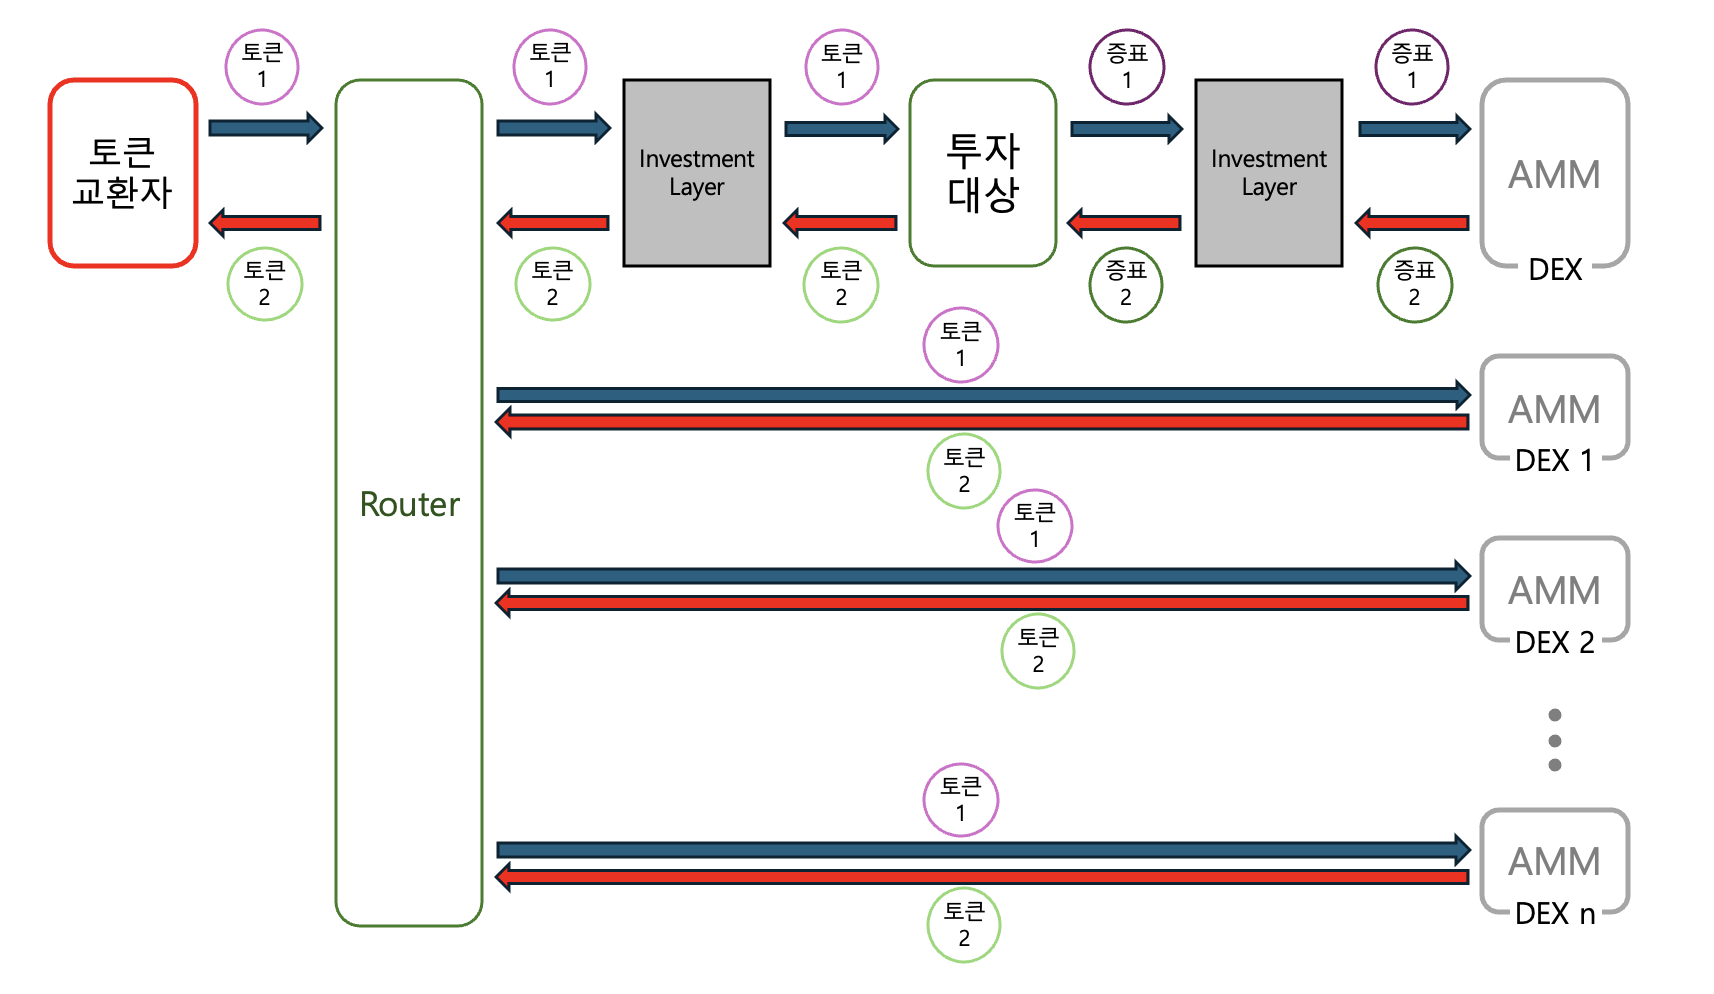 토큰
1
토큰
1
토큰
1
증표
1
증표
1
토큰
교환자
Investment
Layer
투자
대상
Investment
Layer
AMM
DEX
토큰
2
토큰
2
토큰
2
증표
2
증표
2
Router
토큰
1
AMM
DEX 1
토큰
2
토큰
1
AMM
DEX 2
토큰
2
토큰
1
AMM
DEX n
토큰
2